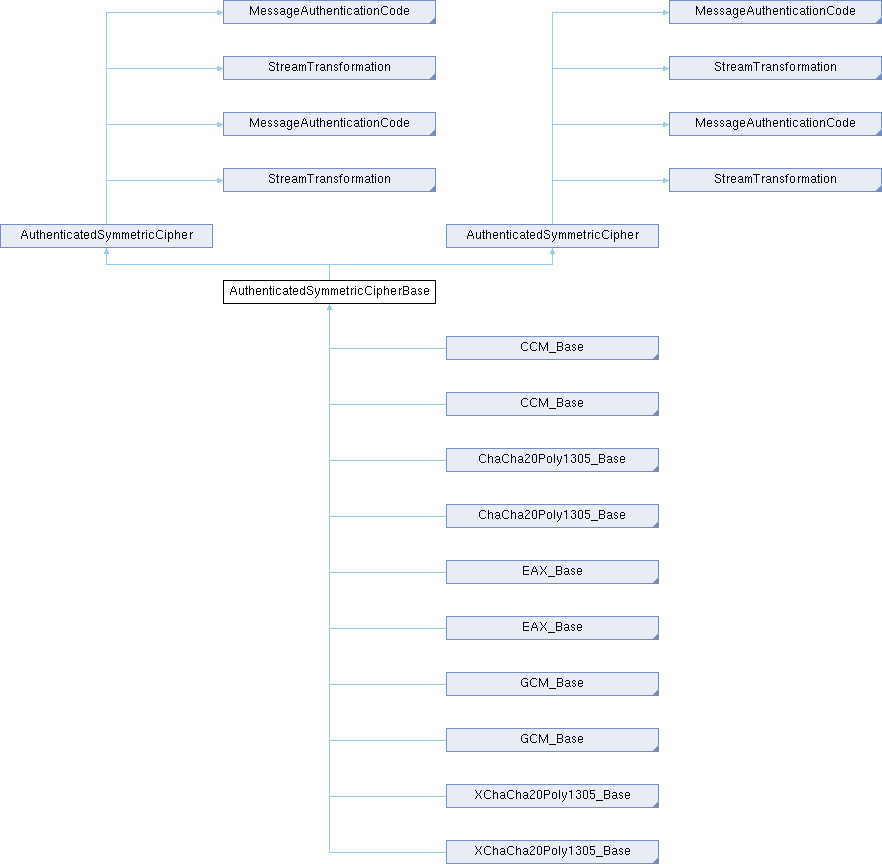 MessageAuthenticationCode
MessageAuthenticationCode
StreamTransformation
StreamTransformation
MessageAuthenticationCode
MessageAuthenticationCode
StreamTransformation
StreamTransformation
AuthenticatedSymmetricCipher
AuthenticatedSymmetricCipher
AuthenticatedSymmetricCipherBase
CCM_Base
CCM_Base
ChaCha20Poly1305_Base
ChaCha20Poly1305_Base
EAX_Base
EAX_Base
GCM_Base
GCM_Base
XChaCha20Poly1305_Base
XChaCha20Poly1305_Base